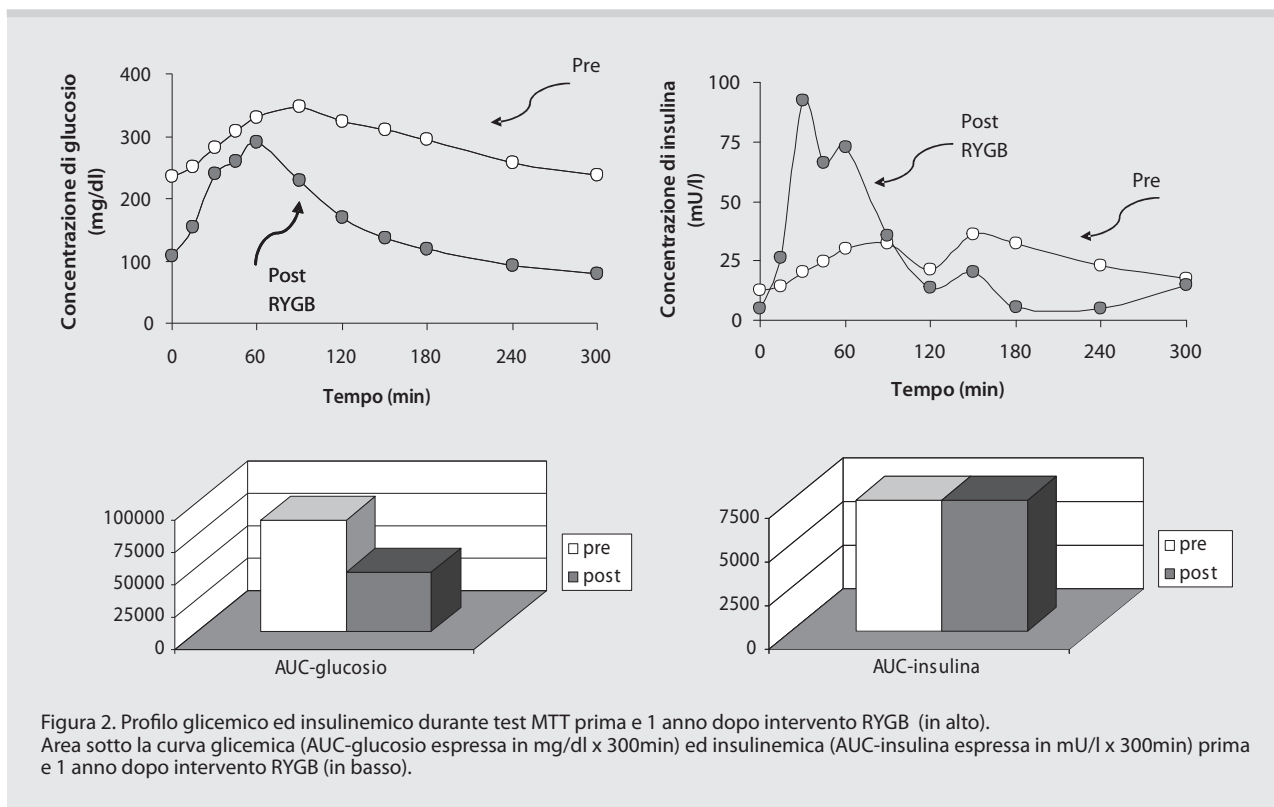 Concentrazione di glucosio
(mg/dl)
400
300
200
100
0
0 60 120 180 240 300
Tempo (min)
Pre
Post
RYGB
Concentrazione di insulina
(mU/l)
100
75
50
25
0
0 60 120 180 240 300
Tempo (min)
Post
RYGB
Pre
100000
75000
50000
25000
0
AUC-glucosio
pre
post
7500
5000
2500
0
AUC-insulina
pre
post
Figura 2. Profilo glicemico ed insulinemico durante test MTT prima e 1 anno dopo intervento RYGB (in alto).
Area sotto la curva glicemica (AUC-glucosio espressa in mg/dl x 300min) ed insulinemica (AUC-insulina espressa in mU/l x 300min) prima
e 1 anno dopo intervento RYGB (in basso).